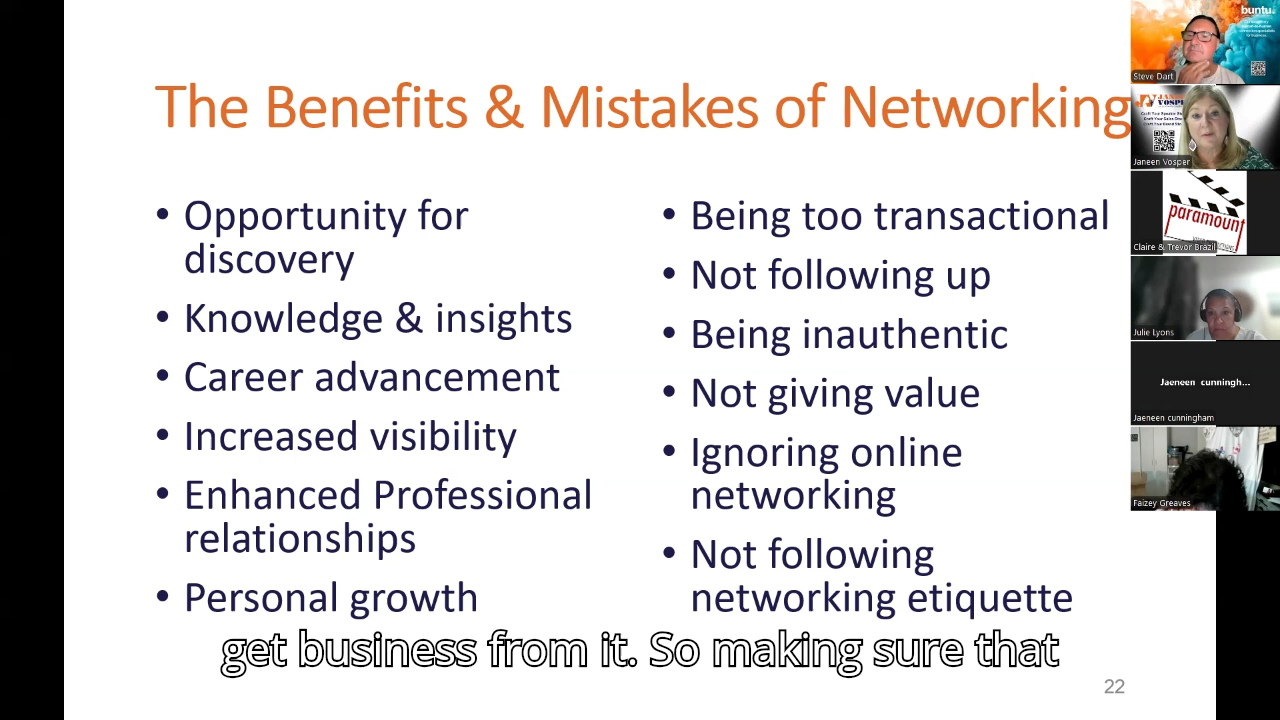 The Benefits & Mistakes of Networking
• Opportunity for
discovery
• Knowledge & insights
• Career advancement
• Increased visibility
• Enhanced Professional
relationships
• Personal growth
• Being too transactional
• Not following up
• Being inauthentic
• Not giving value
• Ignoring online
networking
• Not following
networking etiquette
get business from it. So making sure that
22
buntu.
Steve Dart
Janeen Vosper
paramount
Claire & Trevor Brazil
Julie Lyons
Jaeneen cunningh...
Jaeneen cunningham
Faizey Greaves